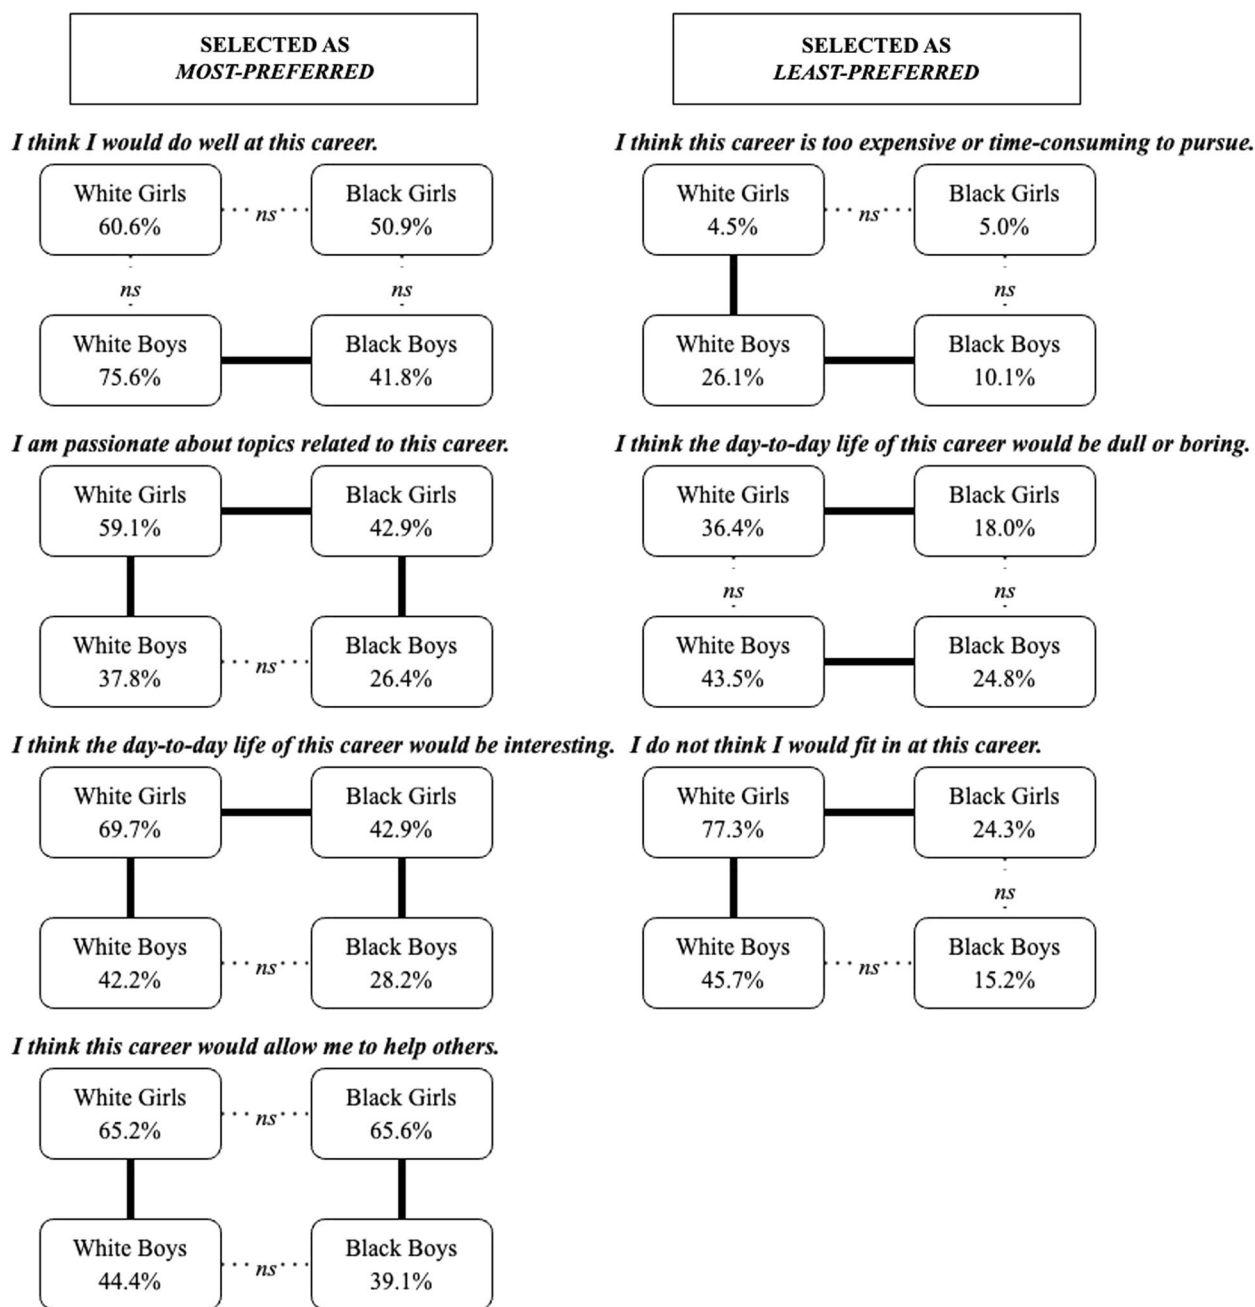 SELECTED AS
MOST-PREFERRED
I think I would do well at this career.
White Girls
60.6%
ns
Black Girls
50.9%
ns
ns
White Boys
75.6%
Black Boys
41.8%
I am passionate about topics related to this career.
White Girls
59.1%
Black Girls
42.9%
White Boys
37.8%
ns
Black Boys
26.4%
I think the day-to-day life of this career would be interesting.
White Girls
69.7%
Black Girls
42.9%
White Boys
42.2%
ns
Black Boys
28.2%
I think this career would allow me to help others.
White Girls
65.2%
ns
Black Girls
65.6%
White Boys
44.4%
ns
Black Boys
39.1%
SELECTED AS
LEAST-PREFERRED
I think this career is too expensive or time-consuming to pursue.
White Girls
4.5%
ns
Black Girls
5.0%
ns
White Boys
26.1%
Black Boys
10.1%
I think the day-to-day life of this career would be dull or boring.
White Girls
36.4%
Black Girls
18.0%
ns
ns
White Boys
43.5%
Black Boys
24.8%
I do not think I would fit in at this career.
White Girls
77.3%
Black Girls
24.3%
ns
White Boys
45.7%
ns
Black Boys
15.2%